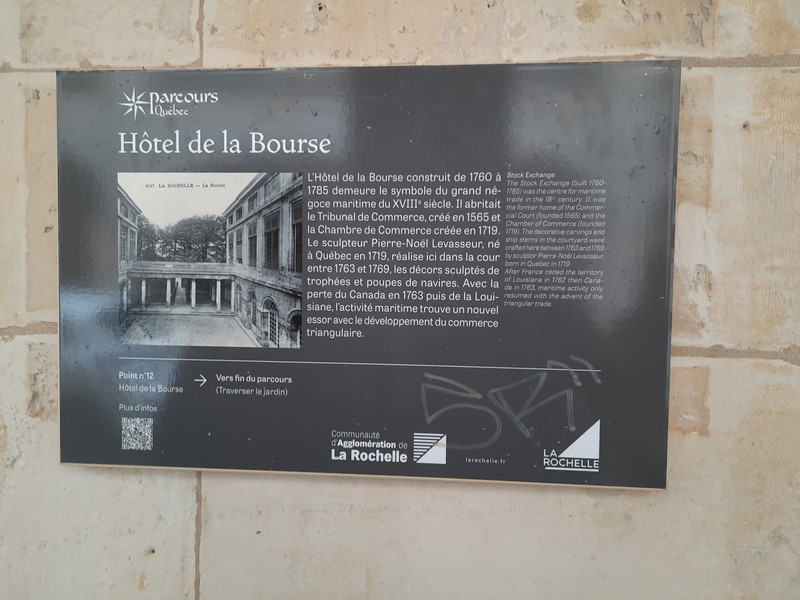 parcours
Québec
Hôtel de la Bourse
LA ROCHELLE — La Bourse
L'Hôtel de la Bourse construit de 1760 à
1785 demeure le symbole du grand né-
goce maritime du XVIIIe siècle. Il abritait
le Tribunal de Commerce, créé en 1565 et
la Chambre de Commerce créée en 1719.
Le sculpteur Pierre-Noël Levasseur, né
à Québec en 1719, réalise ici dans la cour
entre 1763 et 1769, les décors sculptés de
trophées et poupes de navires. Avec la
perte du Canada en 1763 puis de la Loui-
siane, l'activité maritime trouve un nouvel
essor avec le développement du commerce
triangulaire.
Stock Exchange
The Stock Exchange (built 1760-
1785) was the centre for maritime
trade in the 18th century. It was
the former home of the Commer-
cial Court (founded 1565) and the
Chamber of Commerce (founded
1719). The decorative carvings and
ship sterns in the courtyard were
crafted here between 1763 and 1769
by sculptor Pierre-Noël Levasseur,
born in Quebec in 1719.
After France ceded the territory
of Louisiana in 1762 then Cana-
da in 1763, maritime activity only
resumed with the advent of the
triangular trade.
Point n°12
Hôtel de la Bourse
Vers fin du parcours
(Traverser le jardin)
Plus d'infos
Communauté
d'Agglomération de
La Rochelle
larochelle.fr
LA
ROCHELLE